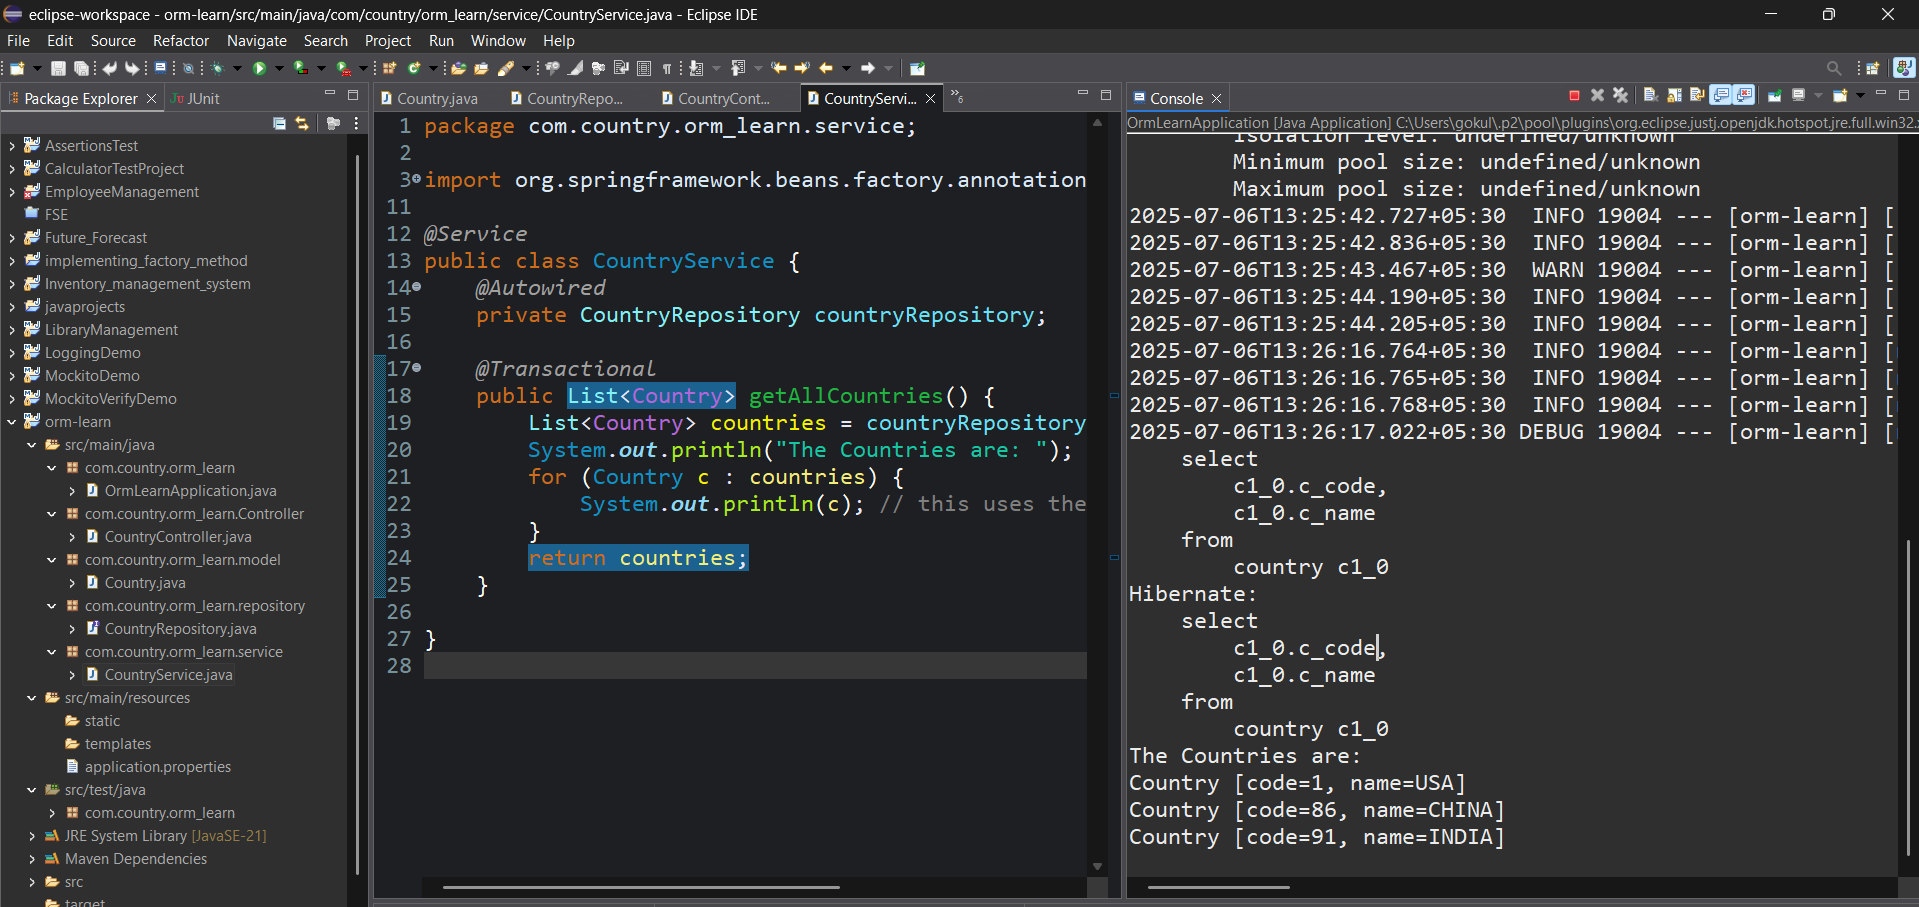 eclipse-workspace - orm-learn/src/main/java/com/country/orm_learn/service/CountryService.java - Eclipse IDE
File Edit Source Refactor Navigate Search Project Run Window Help
Package Explorer
JUnit
AssertionsTest
CalculatorTestProject
EmployeeManagement
FSE
Future_Forecast
implementing_factory_method
Inventory_management_system
javaprojects
LibraryManagement
LoggingDemo
MockitoDemo
MockitoVerifyDemo
orm-learn
src/main/java
com.country.orm_learn
OrmLearnApplication.java
com.country.orm_learn.Controller
CountryController.java
com.country.orm_learn.model
Country.java
com.country.orm_learn.repository
CountryRepository.java
com.country.orm_learn.service
CountryService.java
src/main/resources
static
templates
application.properties
src/test/java
com.country.orm_learn
JRE System Library [JavaSE-21]
Maven Dependencies
src
target
Country.java CountryRepo... CountryCont... CountryServi... »6
1 package com.country.orm_learn.service;
2
3 import org.springframework.beans.factory.annotation
11
12 @Service
13 public class CountryService {
14 @Autowired
15 private CountryRepository countryRepository;
16
17 @Transactional
18 public List<Country> getAllCountries() {
19 List<Country> countries = countryRepository
20 System.out.println("The Countries are: ");
21 for (Country c : countries) {
22 System.out.println(c); // this uses the
23 }
24 return countries;
25 }
26
27 }
28
Console
OrmLearnApplication [Java Application] C:\Users\gokul\.p2\pool\plugins\org.eclipse.justj.openjdk.hotspot.jre.full.win32.
Isolation level: undefined/unknown
Minimum pool size: undefined/unknown
Maximum pool size: undefined/unknown
2025-07-06T13:25:42.727+05:30 INFO 19004 --- [orm-learn] [
2025-07-06T13:25:42.836+05:30 INFO 19004 --- [orm-learn] [
2025-07-06T13:25:43.467+05:30 WARN 19004 --- [orm-learn] [
2025-07-06T13:25:44.190+05:30 INFO 19004 --- [orm-learn] [
2025-07-06T13:25:44.205+05:30 INFO 19004 --- [orm-learn] [
2025-07-06T13:26:16.764+05:30 INFO 19004 --- [orm-learn] [
2025-07-06T13:26:16.765+05:30 INFO 19004 --- [orm-learn] [
2025-07-06T13:26:16.768+05:30 INFO 19004 --- [orm-learn] [
2025-07-06T13:26:17.022+05:30 DEBUG 19004 --- [orm-learn] [
select
c1_0.c_code,
c1_0.c_name
from
country c1_0
Hibernate:
select
c1_0.c_code,
c1_0.c_name
from
country c1_0
The Countries are:
Country [code=1, name=USA]
Country [code=86, name=CHINA]
Country [code=91, name=INDIA]